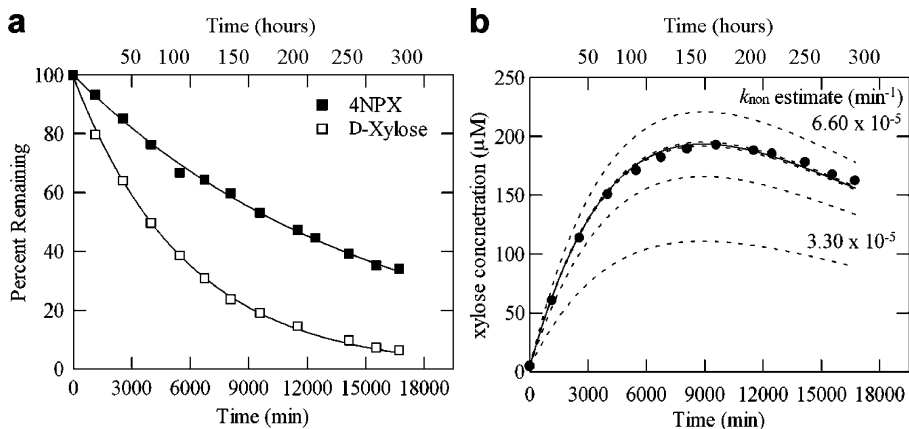 a
Time (hours)
50 100 150 200 250 300
100
80
60
40
20
0
Percent Remaining
4NPX
D-Xylose
0 3000 6000 9000 12000 15000 18000
Time (min)
b
Time (hours)
50 100 150 200 250 300
250
200
150
100
50
0
xylose concnetration (µM)
knon estimate (min-1)
6.60 x 10-5
3.30 x 10-5
0 3000 6000 9000 12000 15000 18000
Time (min)